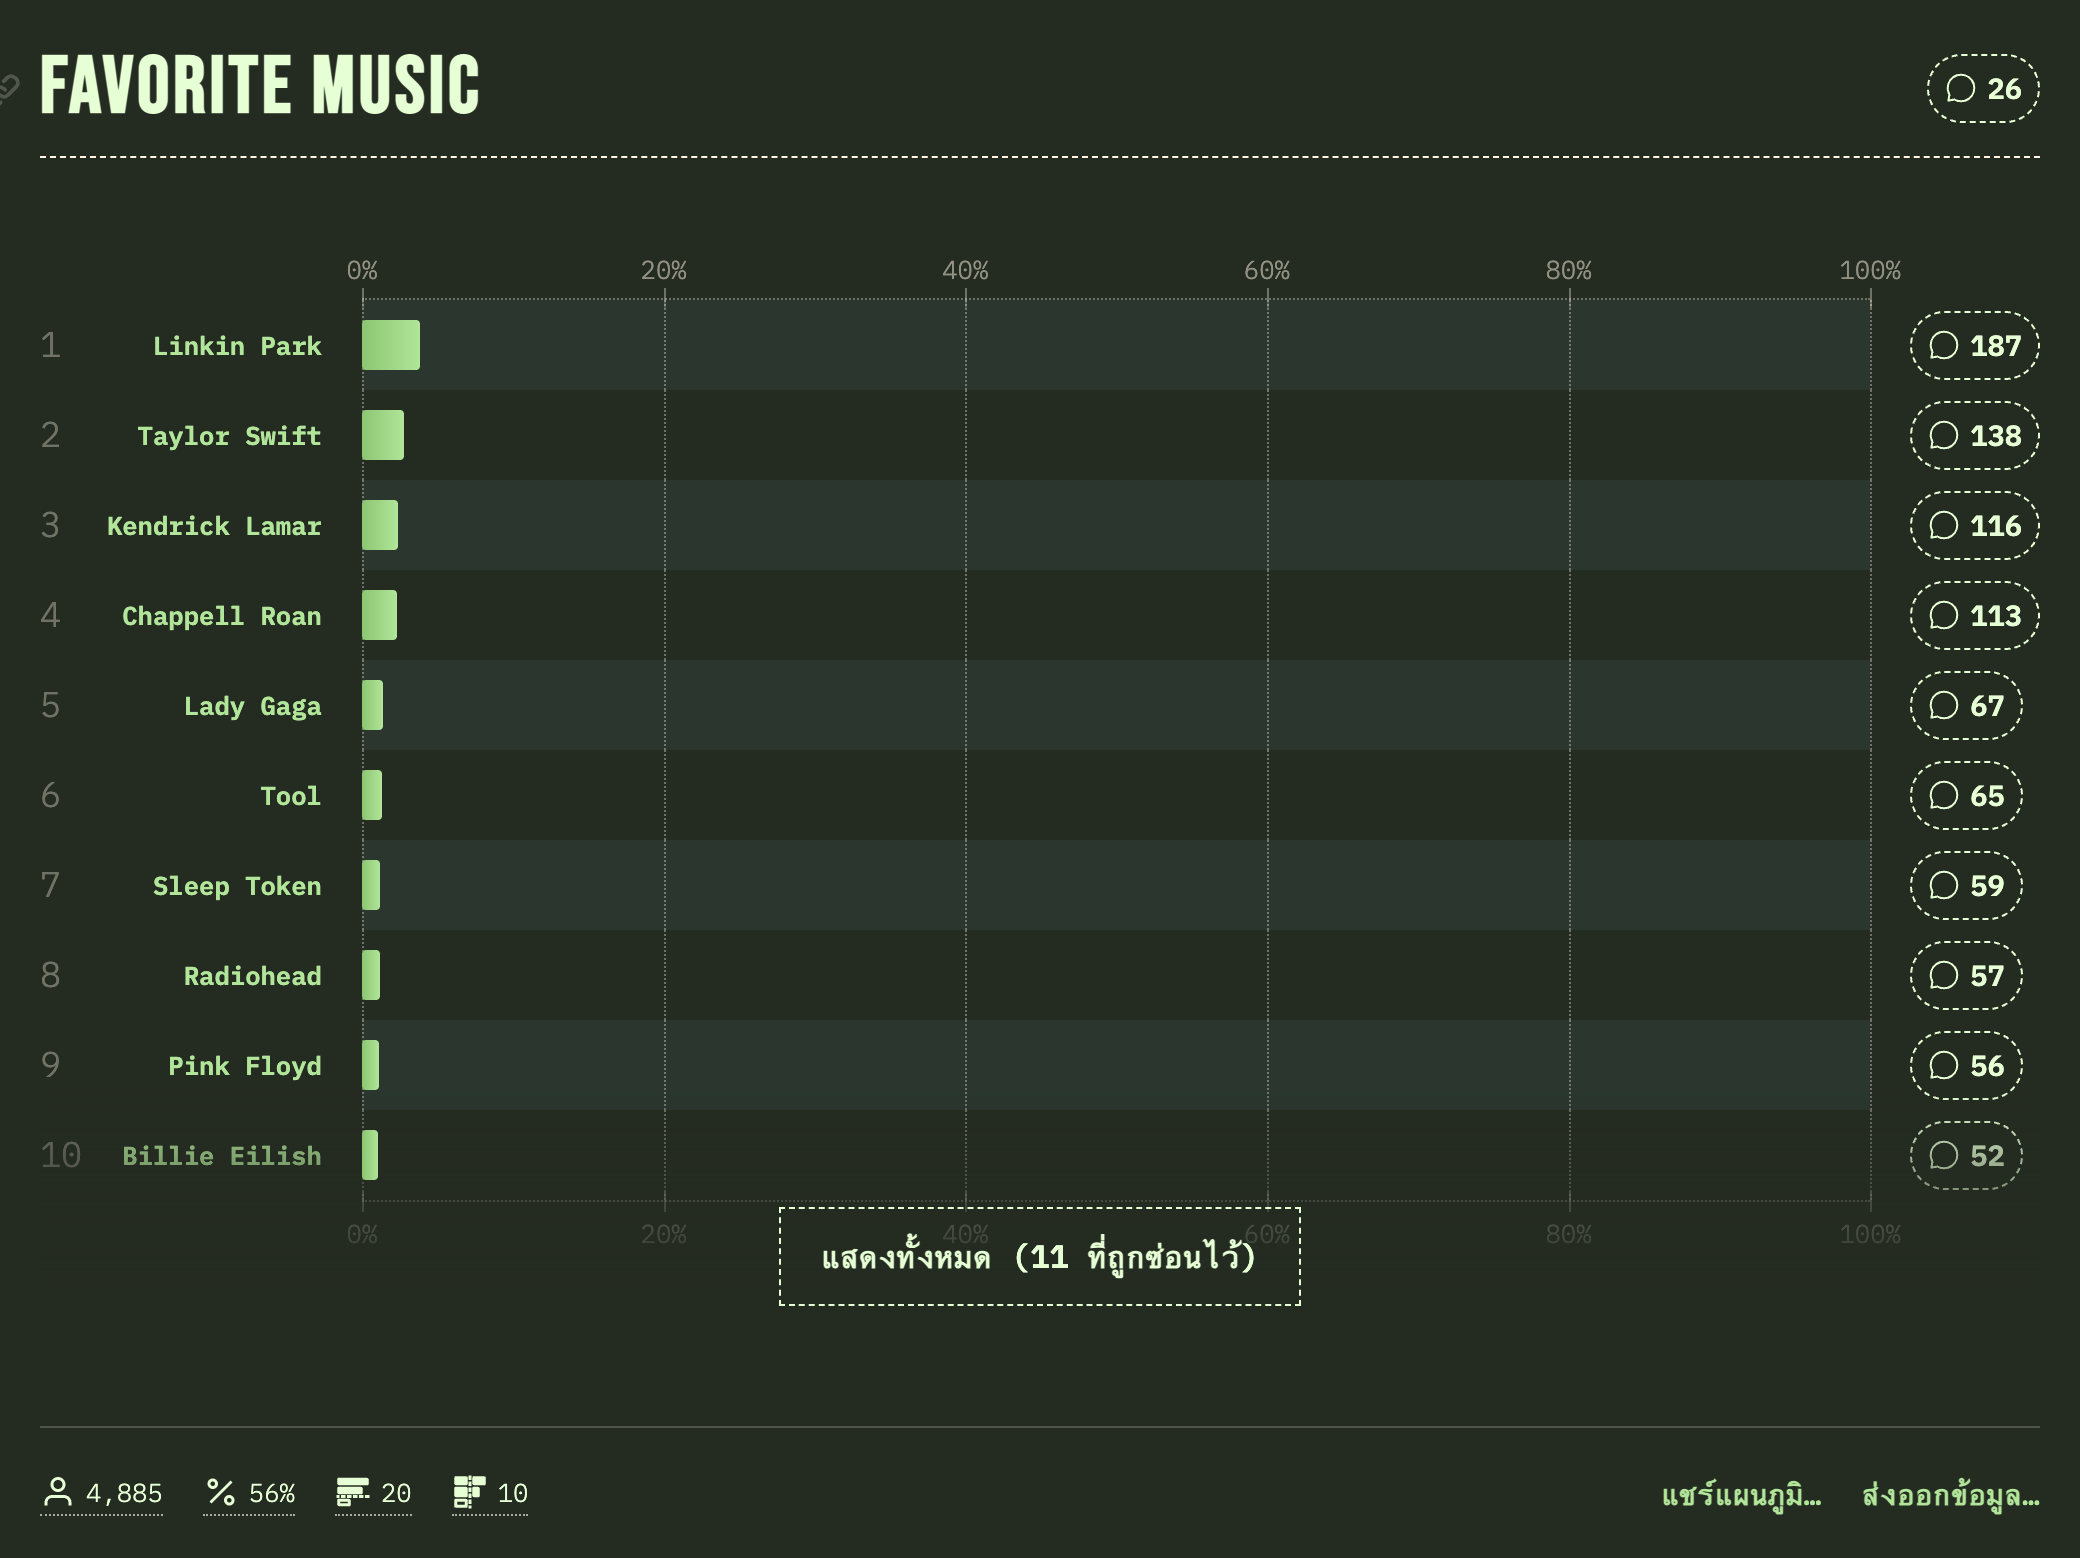 FAVORITE MUSIC
26
0% 20% 40% 60% 80% 100%
1 Linkin Park 187
2 Taylor Swift 138
3 Kendrick Lamar 116
4 Chappell Roan 113
5 Lady Gaga 67
6 Tool 65
7 Sleep Token 59
8 Radiohead 57
9 Pink Floyd 56
10 Billie Eilish 52
0% 20% 40% 60% 80% 100%
แสดงทั้งหมด (11 ที่ถูกซ่อนไว้)
4,885 56% 20 10 แชร์แผนภูมิ… ส่งออกข้อมูล…